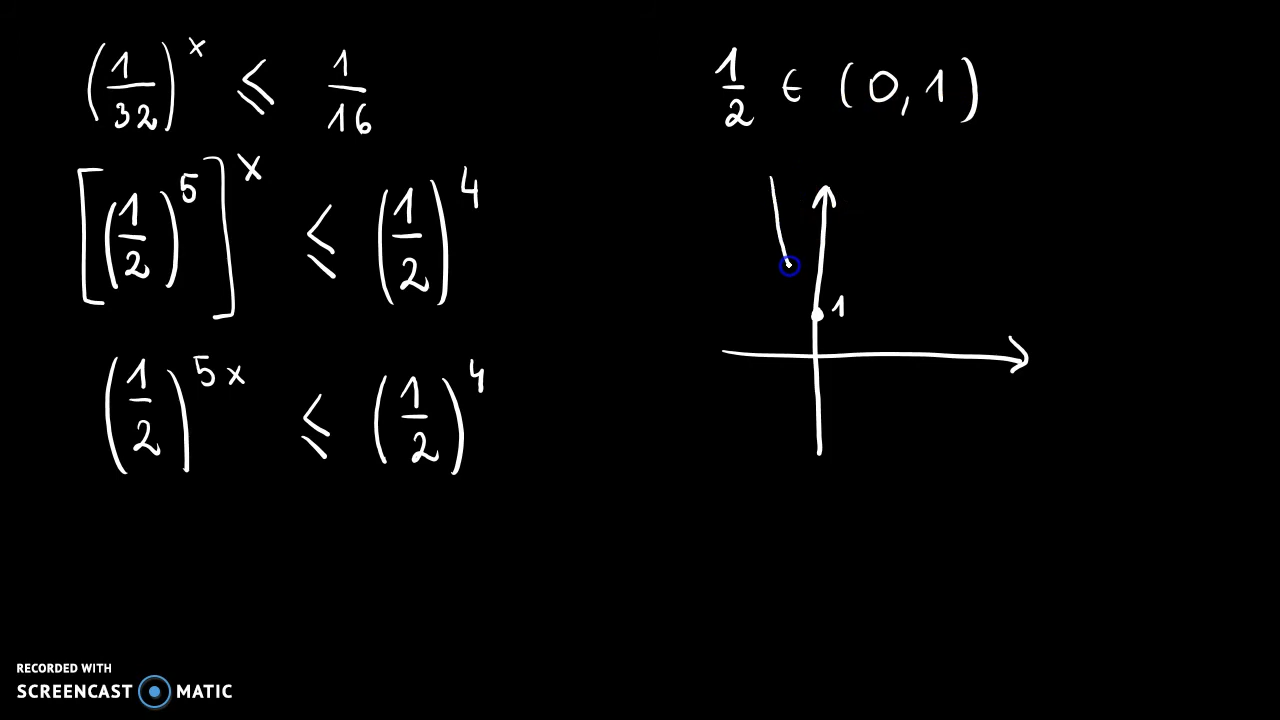 (1/32)^x ≤ 1/16
[(1/2)^5]^x ≤ (1/2)^4
(1/2)^5x ≤ (1/2)^4
1/2 ∈ (0, 1)
1
RECORDED WITH
SCREENCAST MATIC